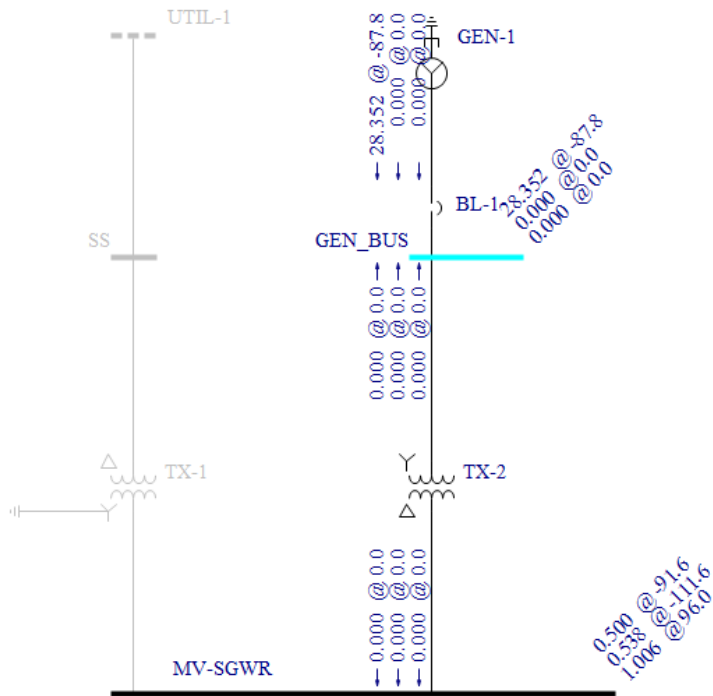 UTIL-1
GEN-1
28.352 @ -87.8
0.000 @ 0.0
0.000 @ 0.0
BL-1
28.352 @ -87.8
0.000 @ 0.0
0.000 @ 0.0
SS
GEN_BUS
0.000 @ 0.0
0.000 @ 0.0
0.000 @ 0.0
TX-1
TX-2
0.000 @ 0.0
0.000 @ 0.0
0.000 @ 0.0
0.500 @ -91.6
0.538 @ -111.6
1.006 @ 96.0
MV-SGWR